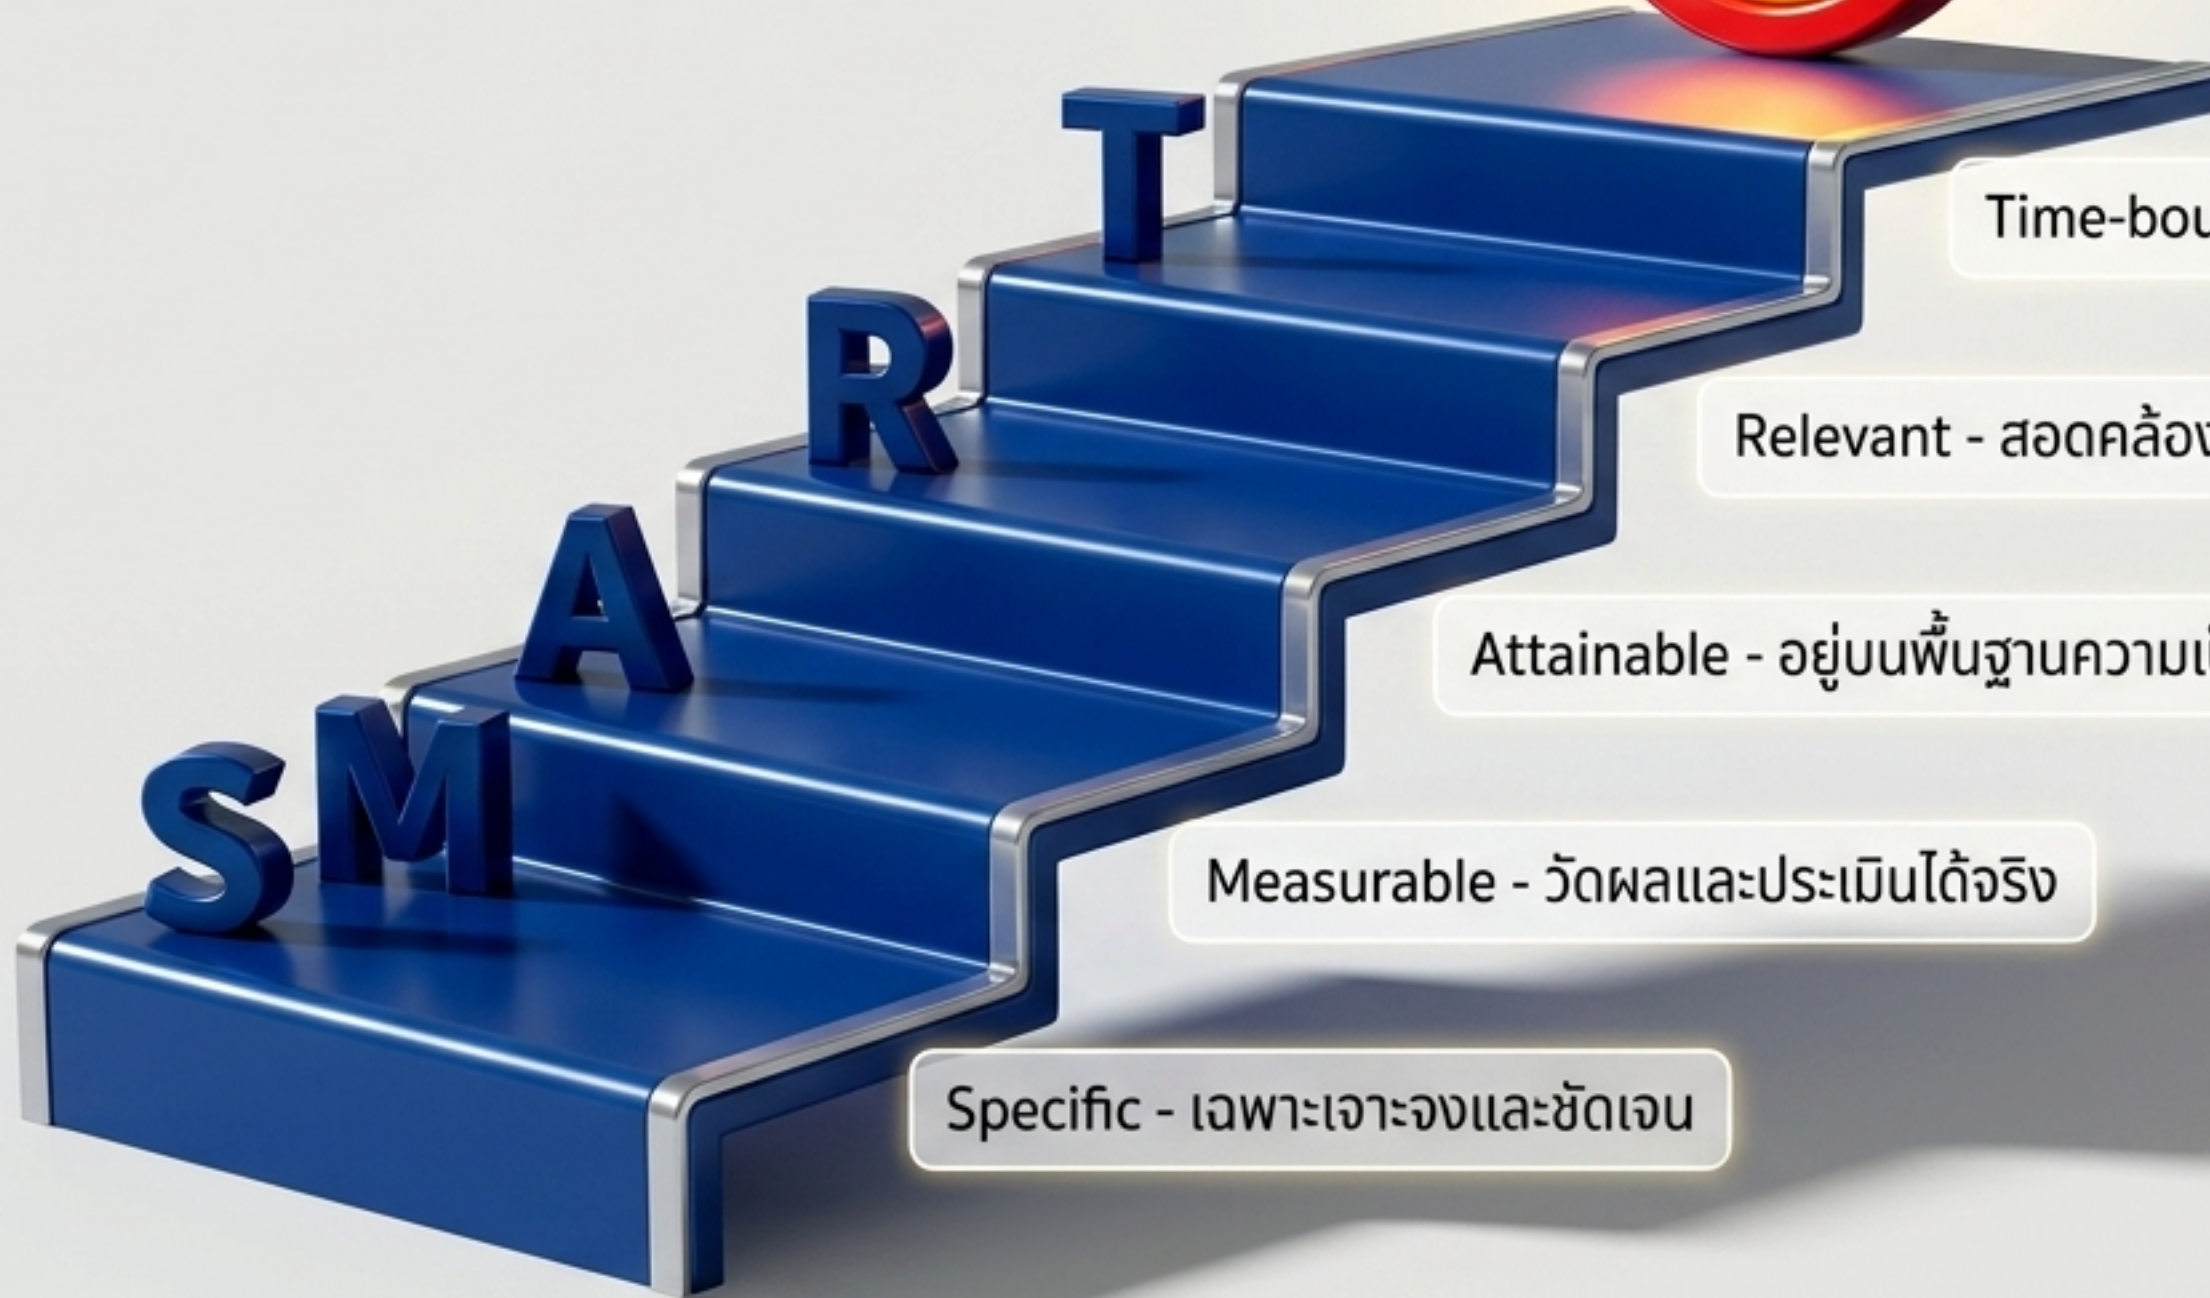 T
R
A
S M
Time-bou
Relevant - สอดคล้อง
Attainable - อยู่บนพื้นฐานความเ
Measurable - วัดผลและประเมินได้จริง
Specific - เฉพาะเจาะจงและชัดเจน